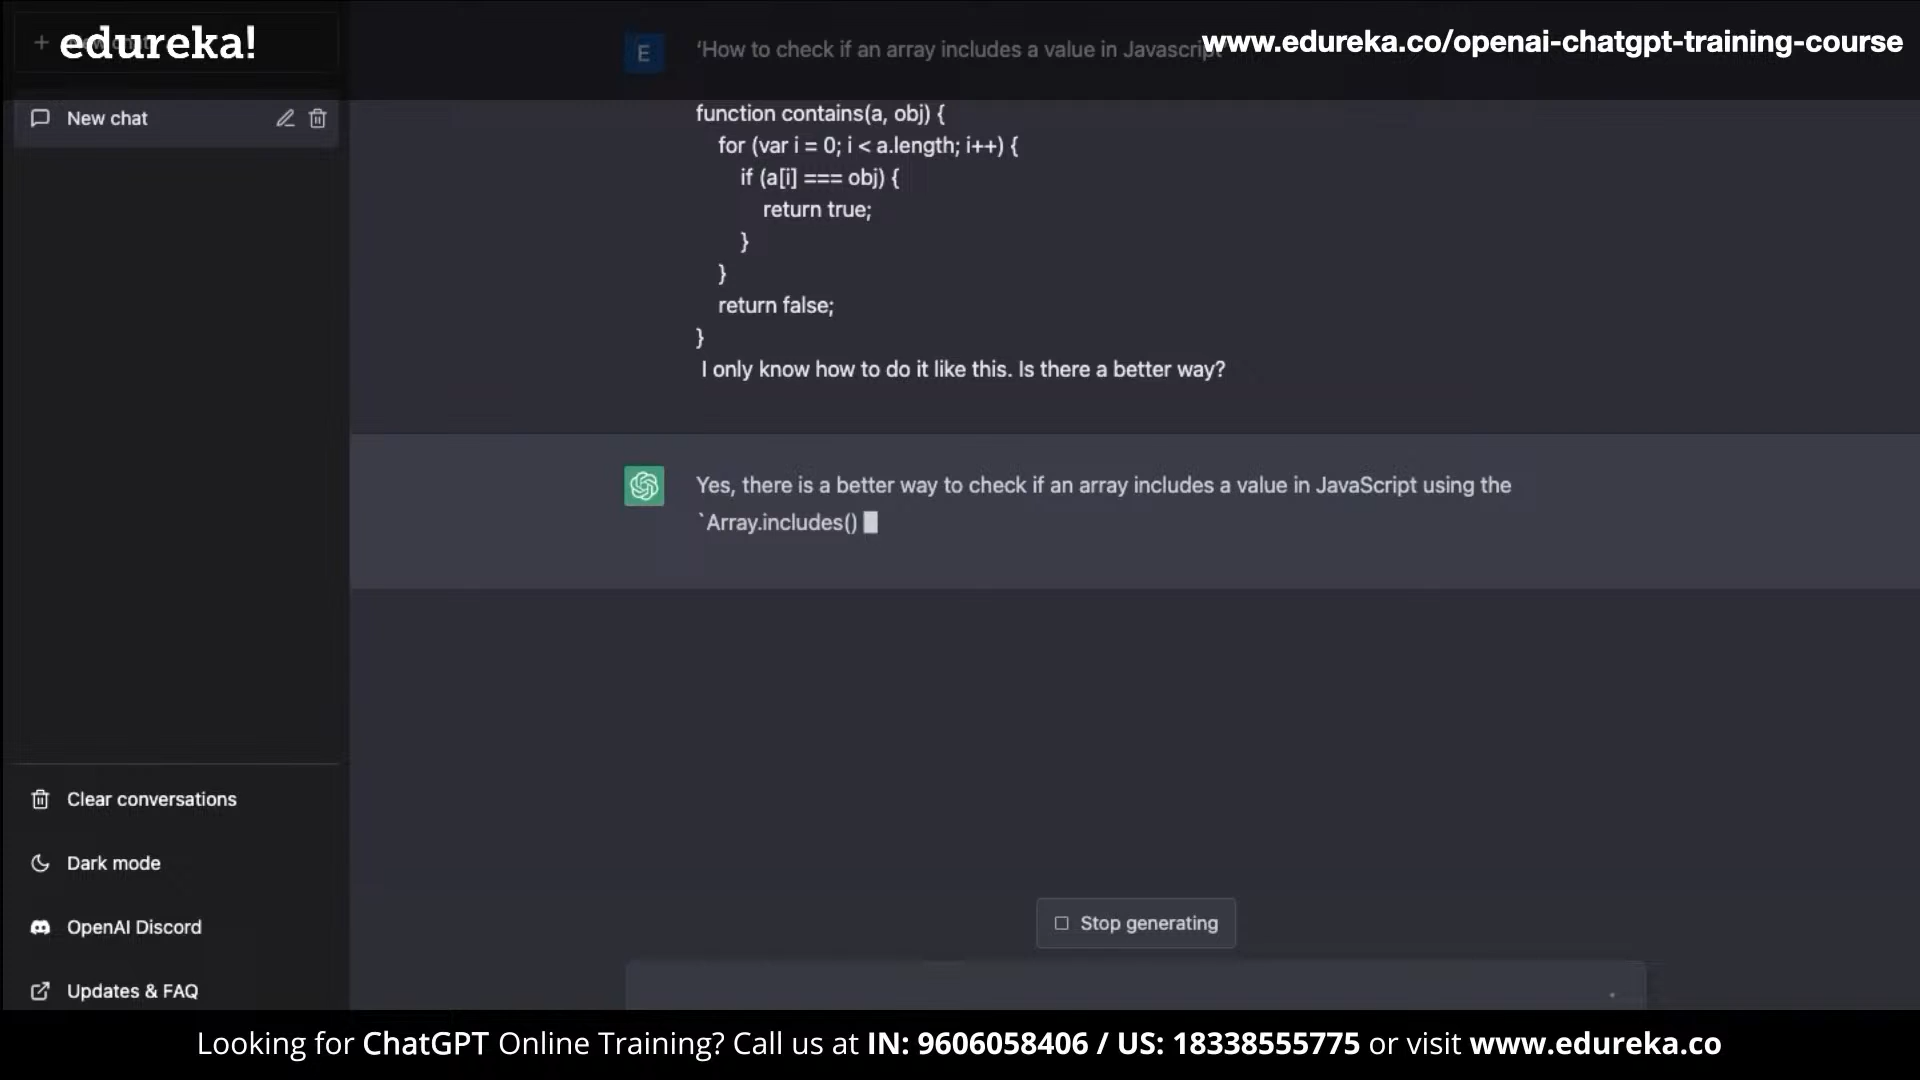 edureka!
www.edureka.co/openai-chatgpt-training-course
E
'How to check if an array includes a value in Javascript
New chat
function contains(a, obj) {
for (var i = 0; i < a.length; i++) {
if (a[i] === obj) {
return true;
}
}
return false;
}
I only know how to do it like this. Is there a better way?
Yes, there is a better way to check if an array includes a value in JavaScript using the
`Array.includes()
Clear conversations
Dark mode
OpenAI Discord
Updates & FAQ
Stop generating
Looking for ChatGPT Online Training? Call us at IN: 9606058406 / US: 18338555775 or visit www.edureka.co